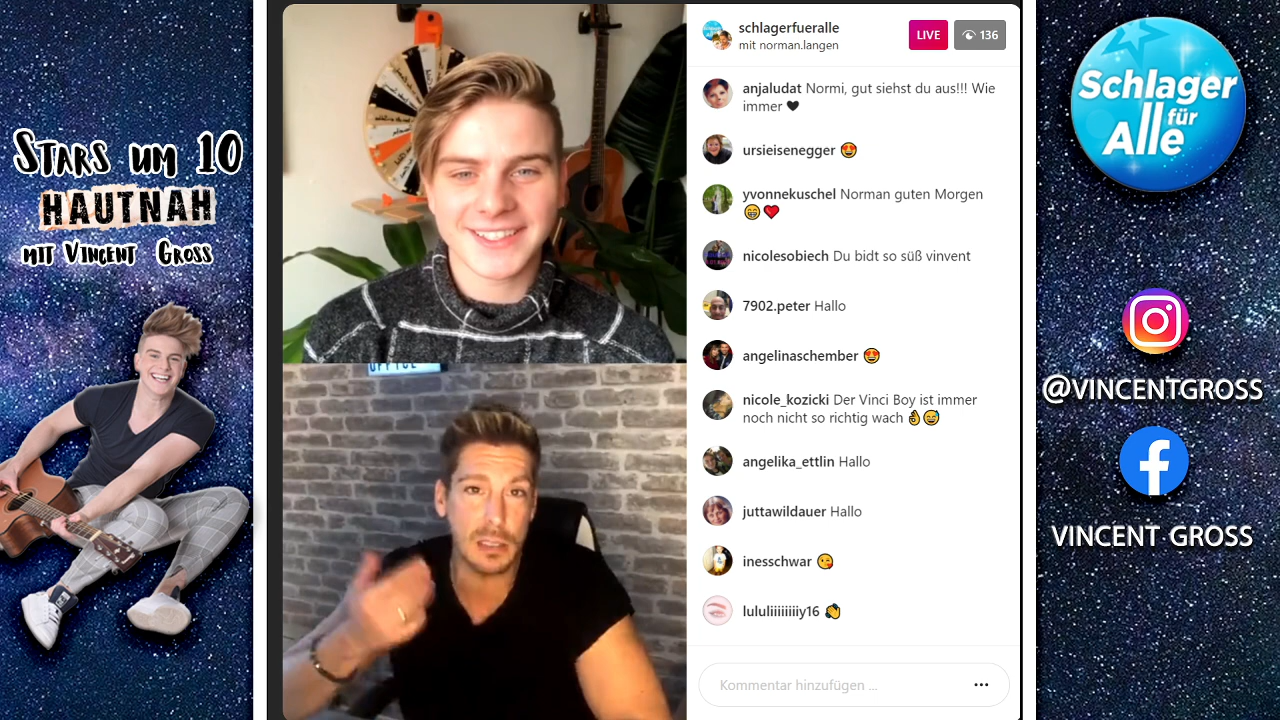 STARS UM 10
HAUTNAH
MIT VINCENT GROSS
OFFICE
schlagerfueralle
mit norman.langen
LIVE
136
anjaludat Normi, gut siehst du aus!!! Wie
immer 🖤
ursieisenegger 😍
yvonnekuschel Norman guten Morgen
😁❤️
nicolesobiech Du bidt so süß vinvent
7902.peter Hallo
angelinaschember 😍
nicole_kozicki Der Vinci Boy ist immer
noch nicht so richtig wach 👌😅
angelika_ettlin Hallo
juttawildauer Hallo
inesschwar 😘
lululiiiiiiiiy16 👏
Kommentar hinzufügen ...
Schlager
für
Alle
@VINCENTGROSS
VINCENT GROSS